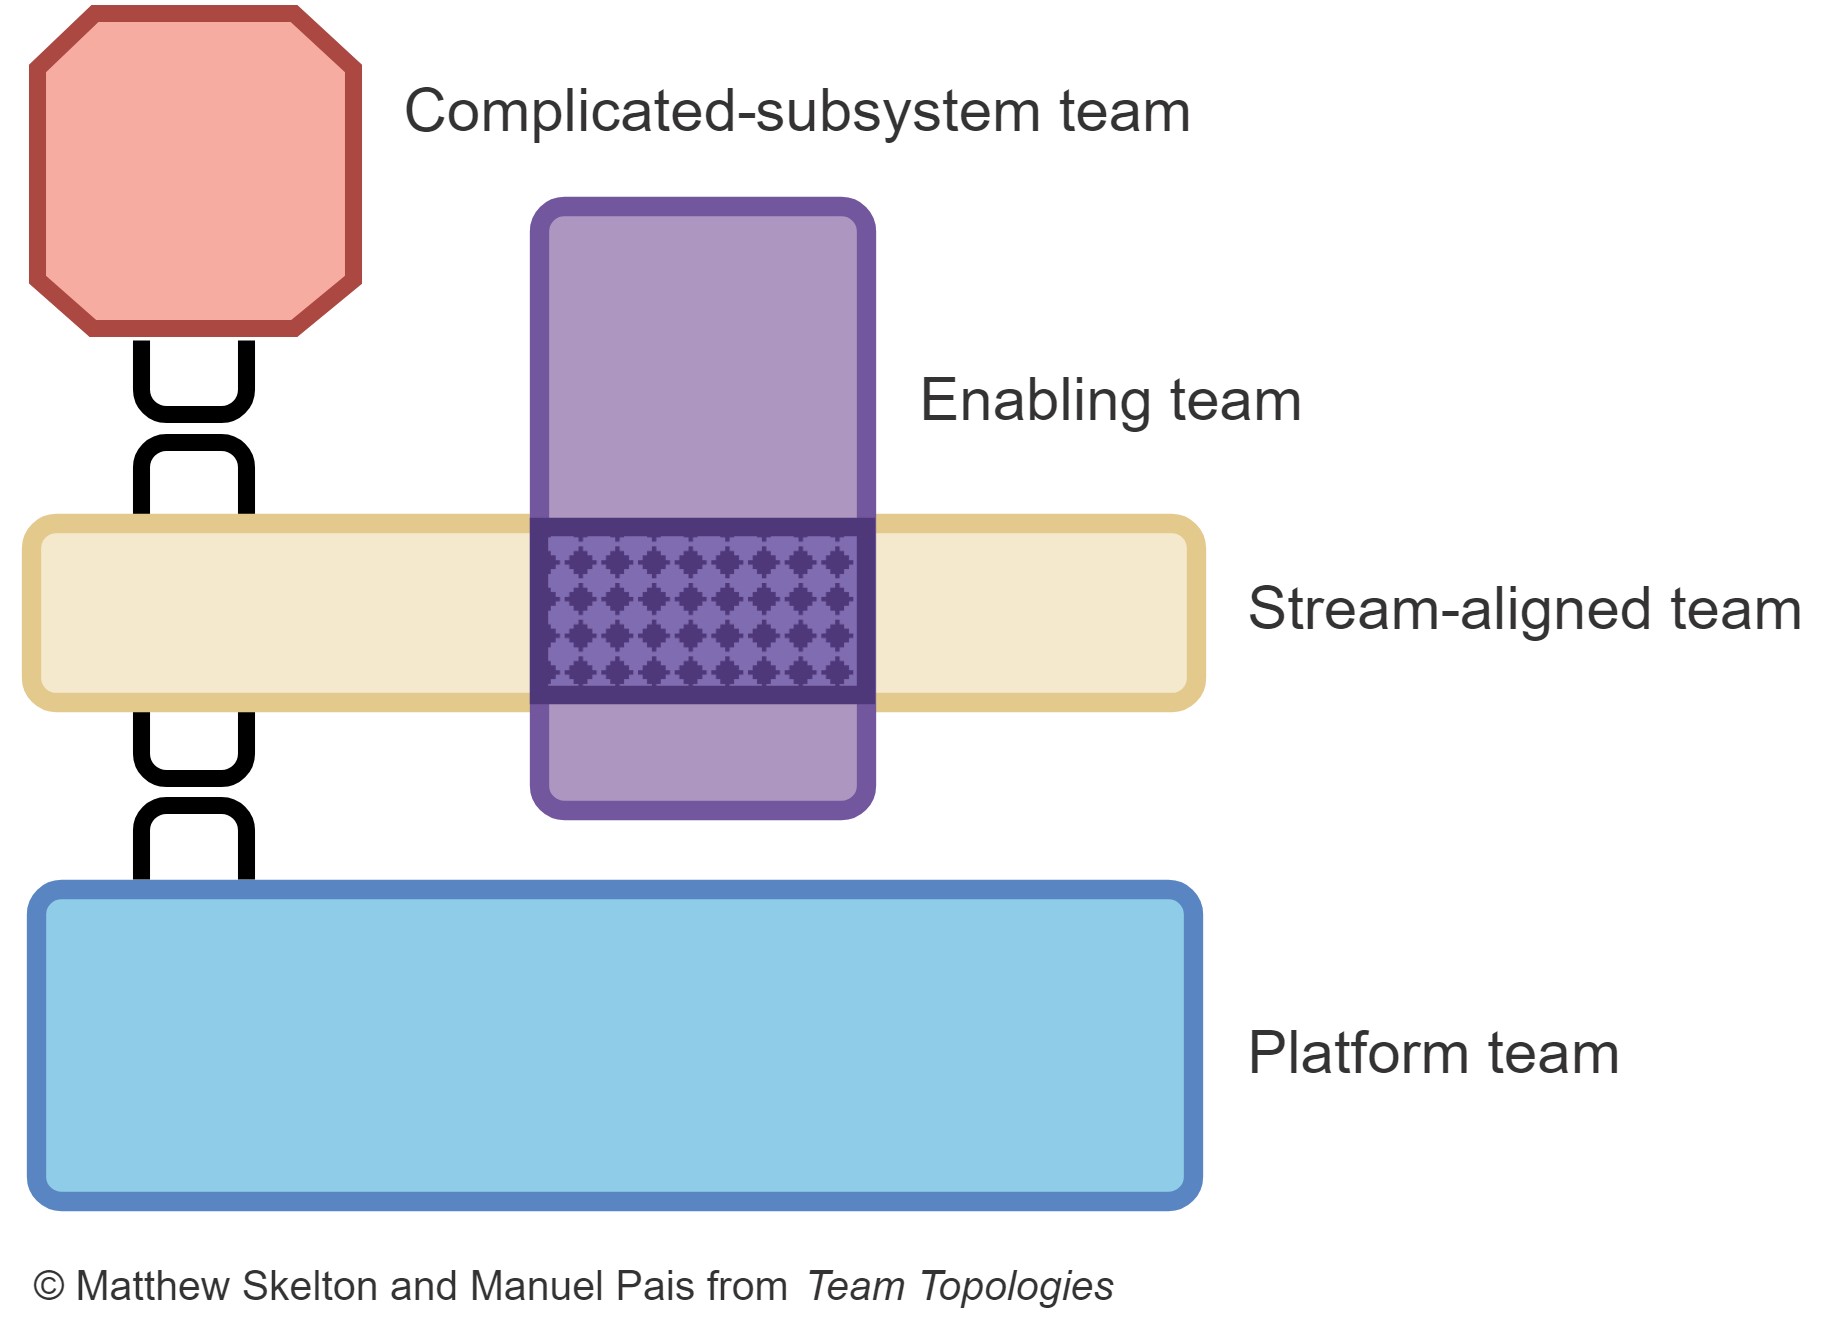 Complicated-subsystem team
Enabling team
Stream-aligned team
Platform team
© Matthew Skelton and Manuel Pais from Team Topologies